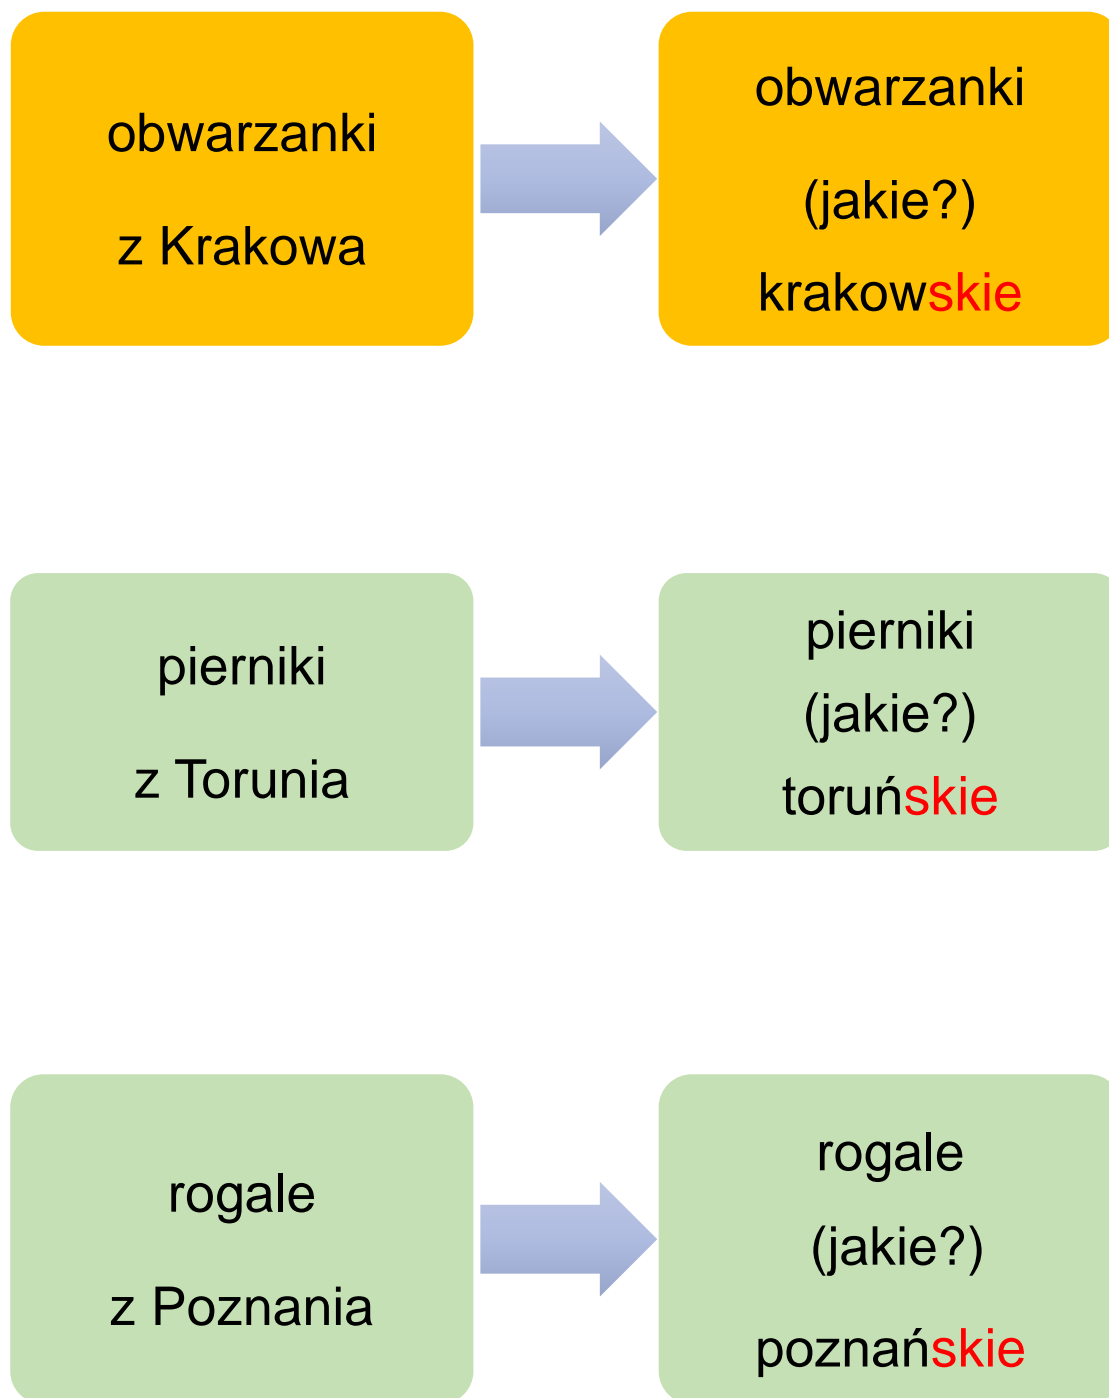 obwarzanki
z Krakowa
obwarzanki
(jakie?)
krakowskie
pierniki
z Torunia
pierniki
(jakie?)
toruńskie
rogale
z Poznania
rogale
(jakie?)
poznańskie